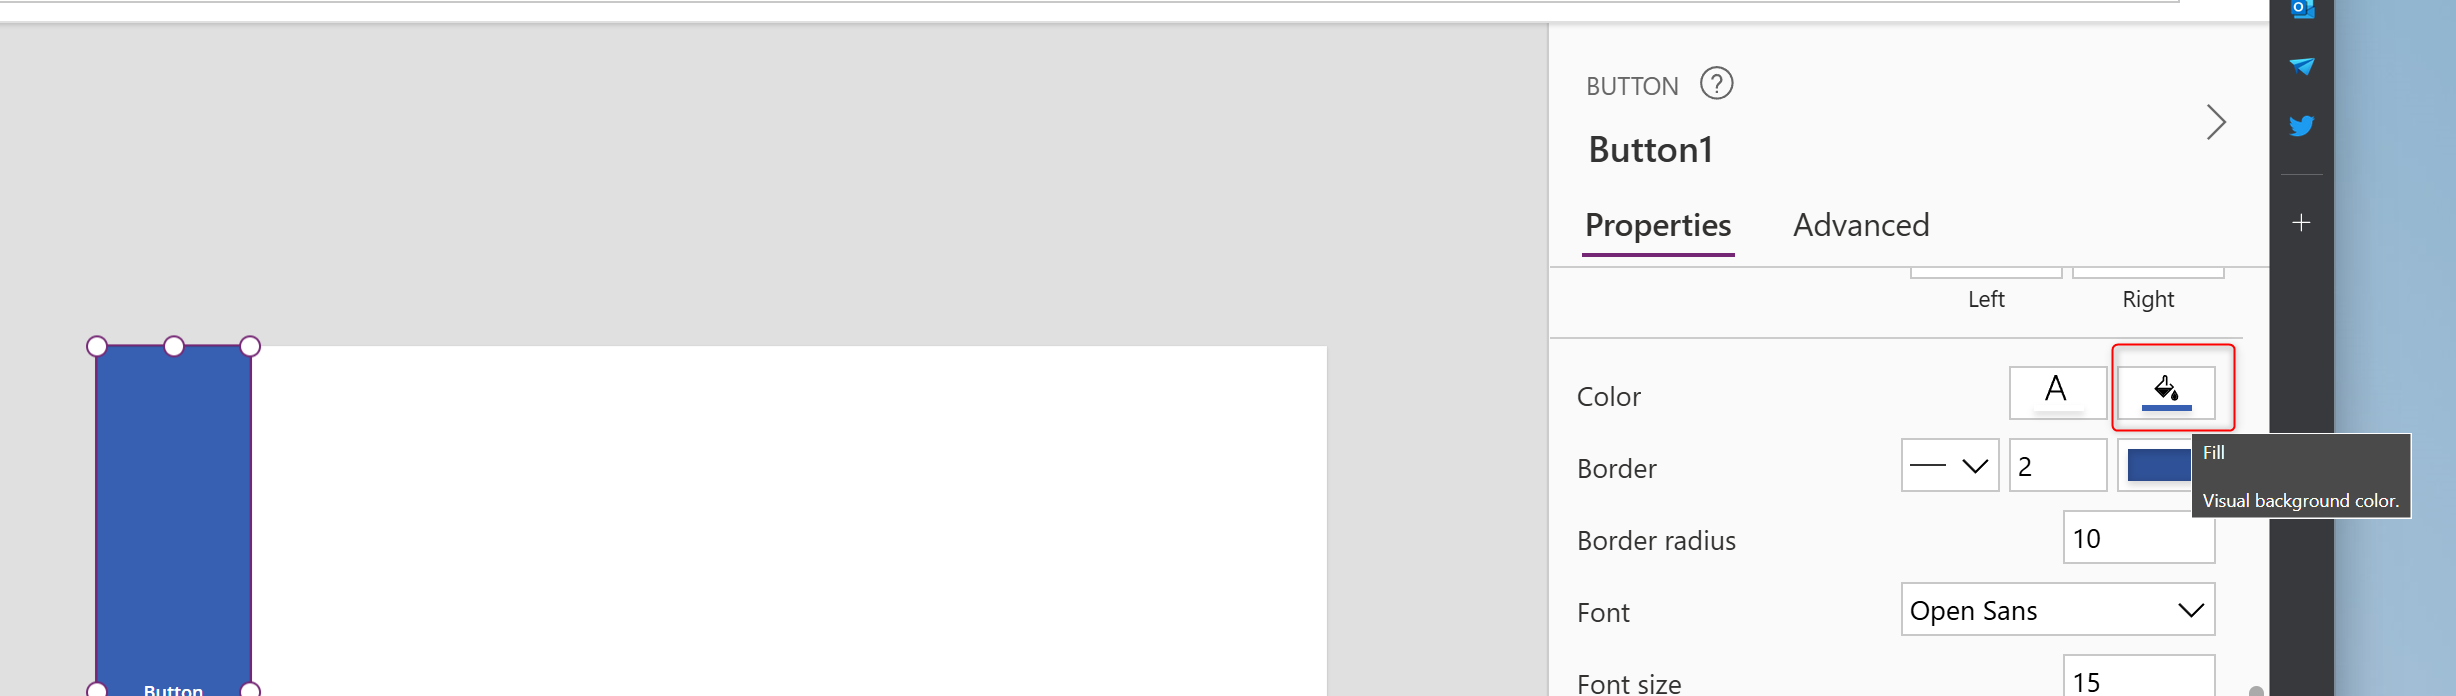 BUTTON ?
Button1
Properties Advanced
Left Right
Color A
Fill
Visual background color.
Border 2
Border radius 10
Font Open Sans
Font size 15
Button